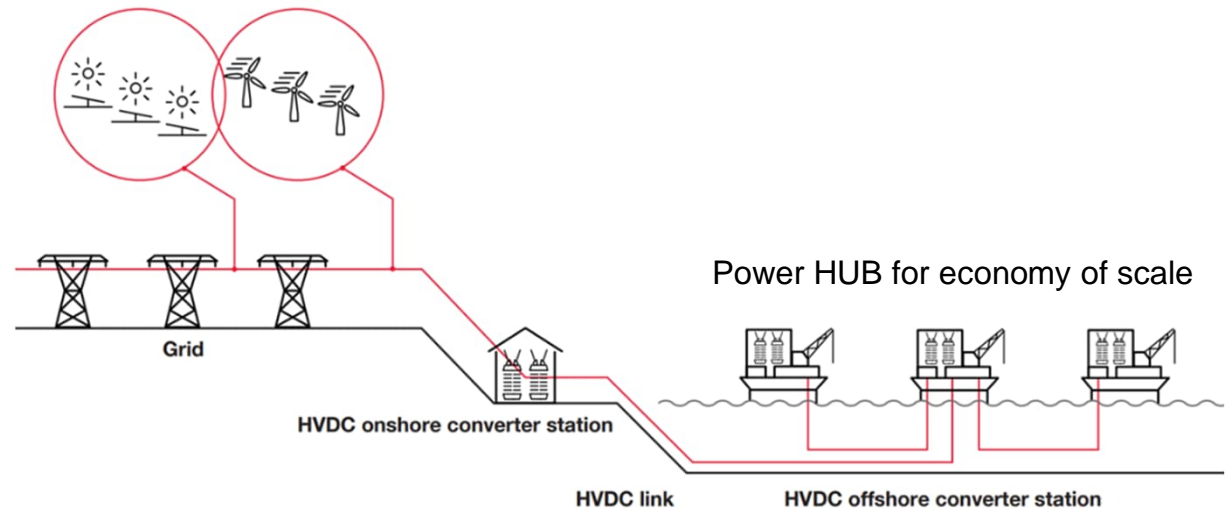 Power HUB for economy of scale
Grid
HVDC onshore converter station
HVDC link
HVDC offshore converter station